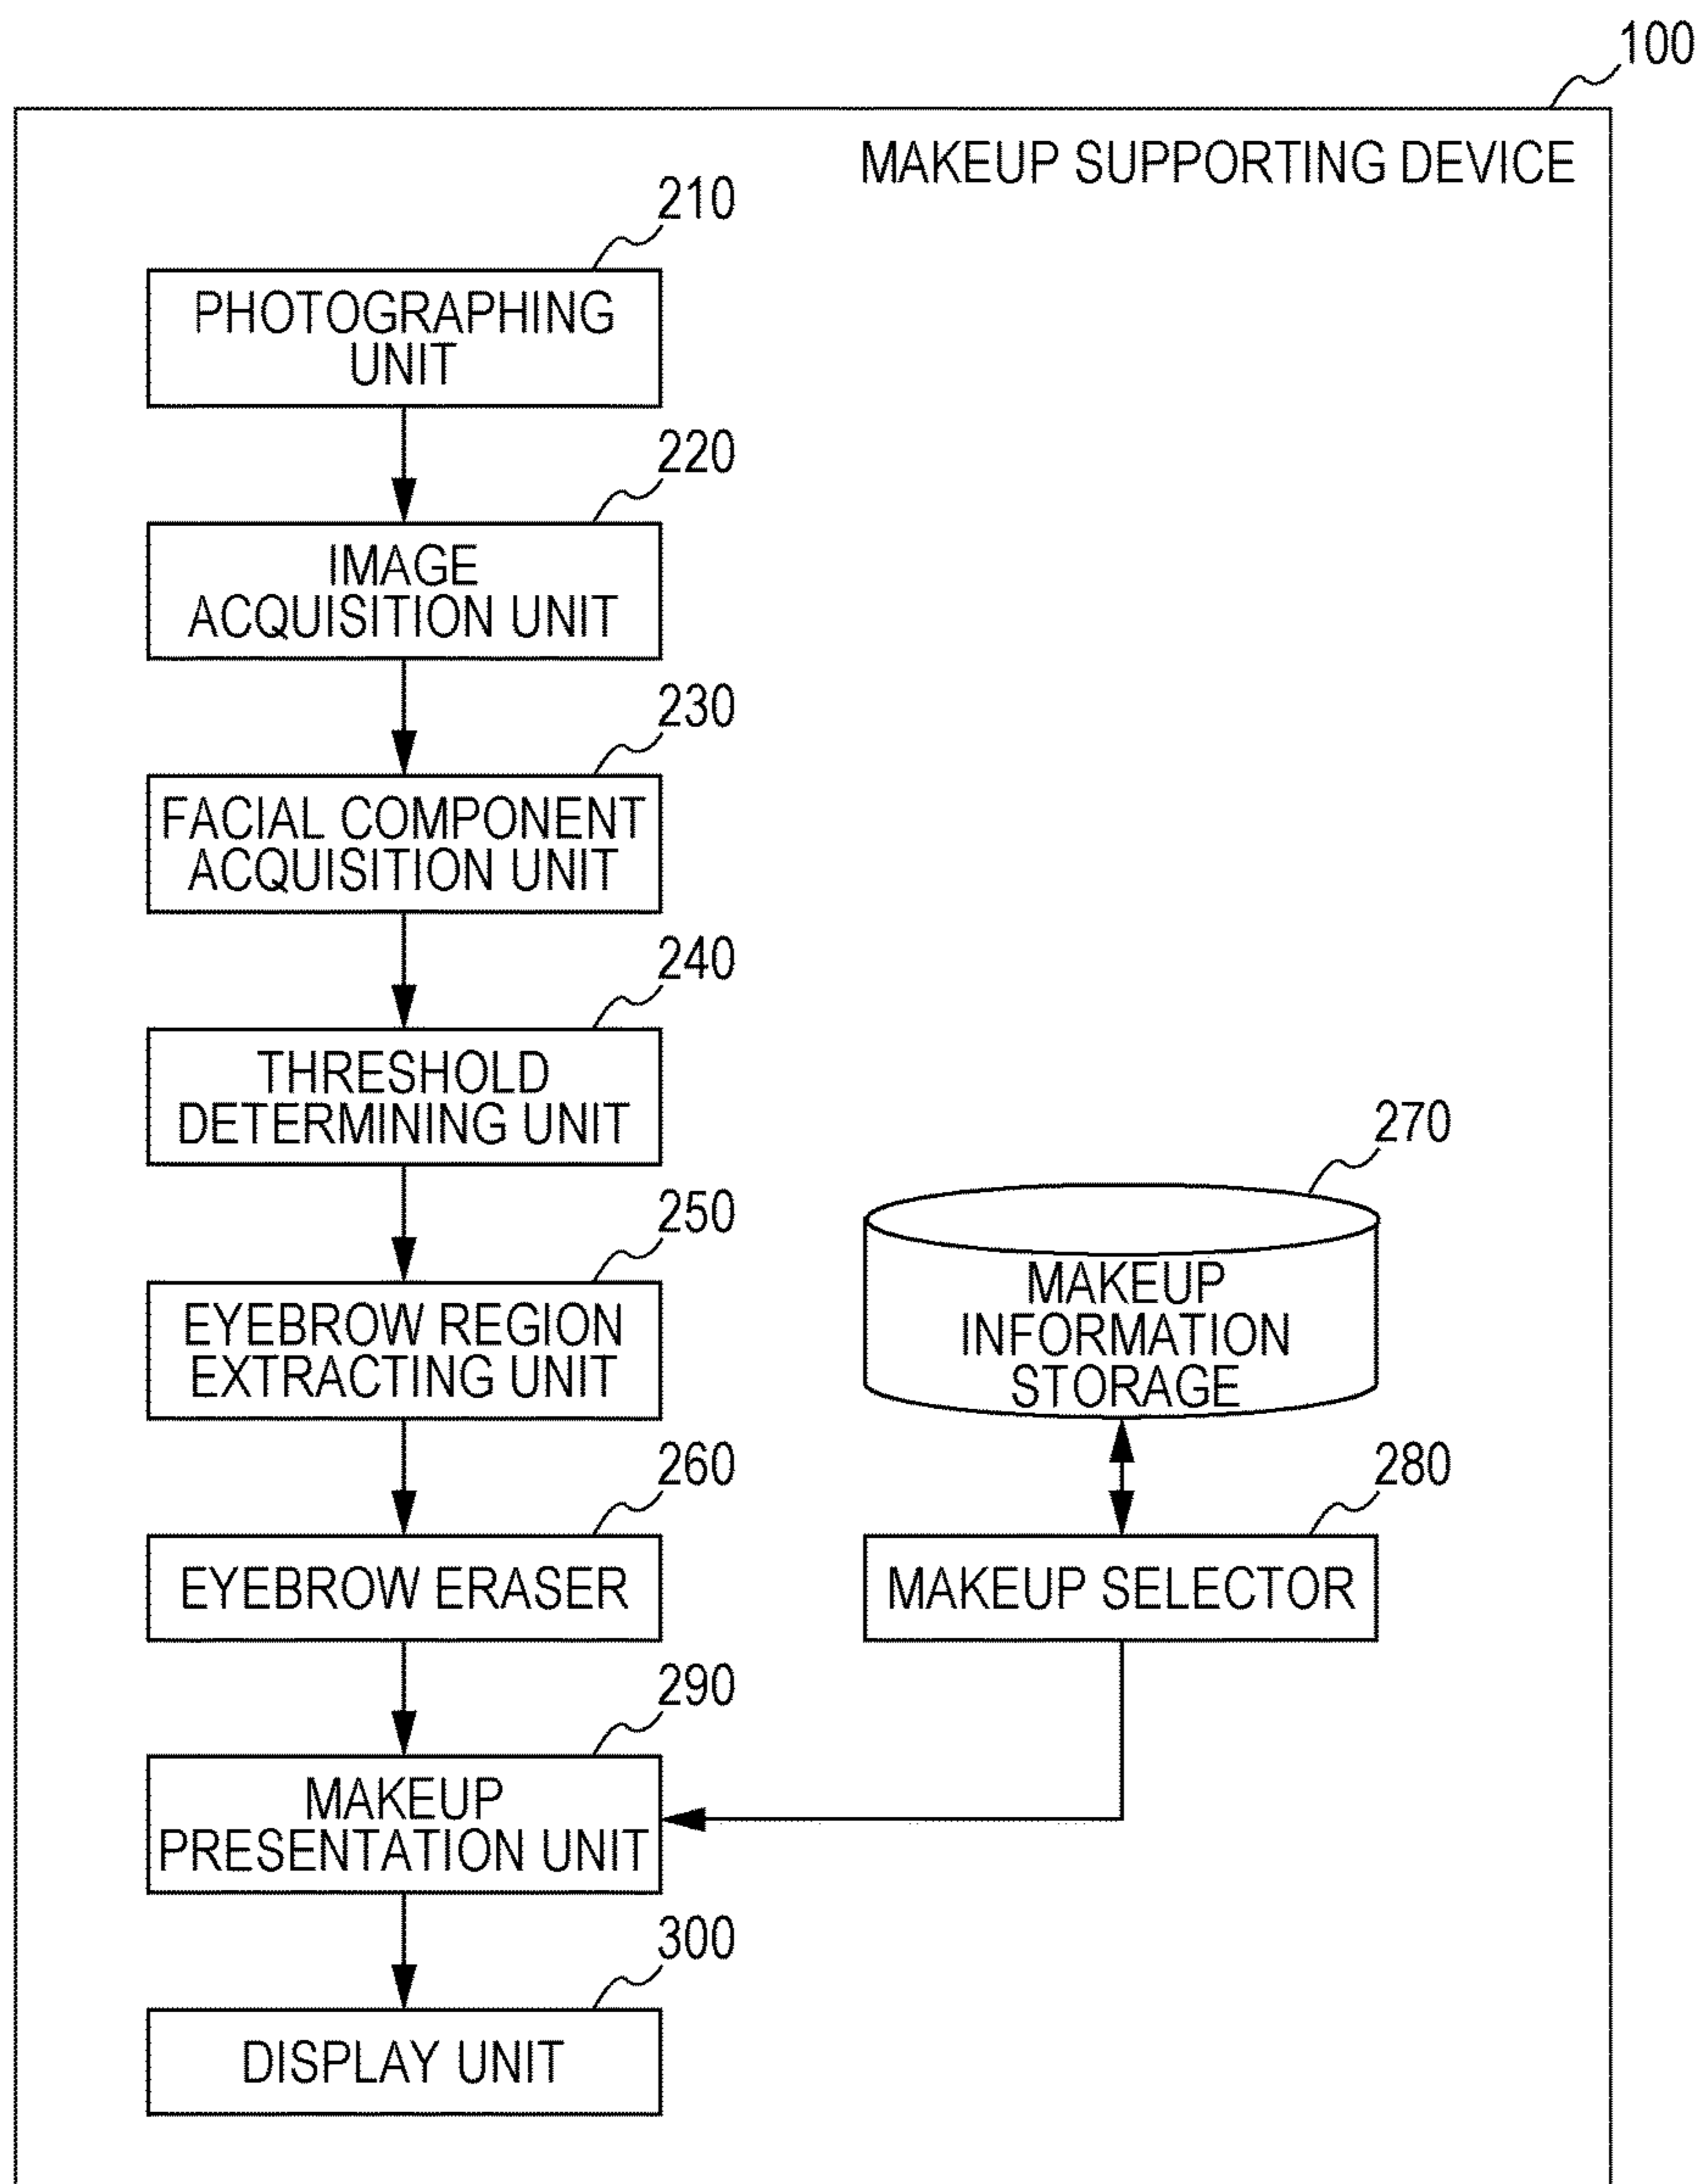 100
MAKEUP SUPPORTING DEVICE
210
PHOTOGRAPHING
UNIT
220
IMAGE
ACQUISITION UNIT
230
FACIAL COMPONENT
ACQUISITION UNIT
240
THRESHOLD
DETERMINING UNIT
250
EYEBROW REGION
EXTRACTING UNIT
270
MAKEUP
INFORMATION
STORAGE
260
EYEBROW ERASER
280
MAKEUP SELECTOR
290
MAKEUP
PRESENTATION UNIT
300
DISPLAY UNIT